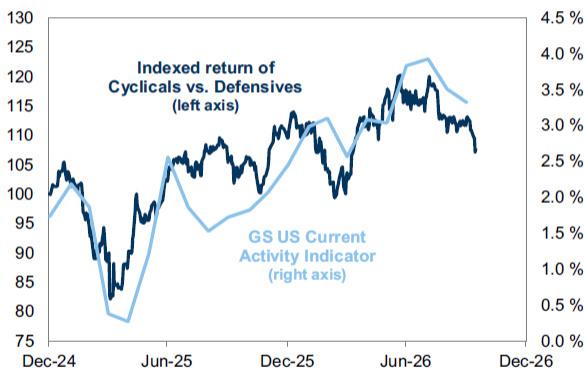 130
125
120
115
110
105
100
95
90
85
80
75
4.5 %
4.0 %
3.5 %
3.0 %
2.5 %
2.0 %
1.5 %
1.0 %
0.5 %
0.0 %
Indexed return of
Cyclicals vs. Defensives
(left axis)
GS US Current
Activity Indicator
(right axis)
Dec-24
Jun-25
Dec-25
Jun-26
Dec-26